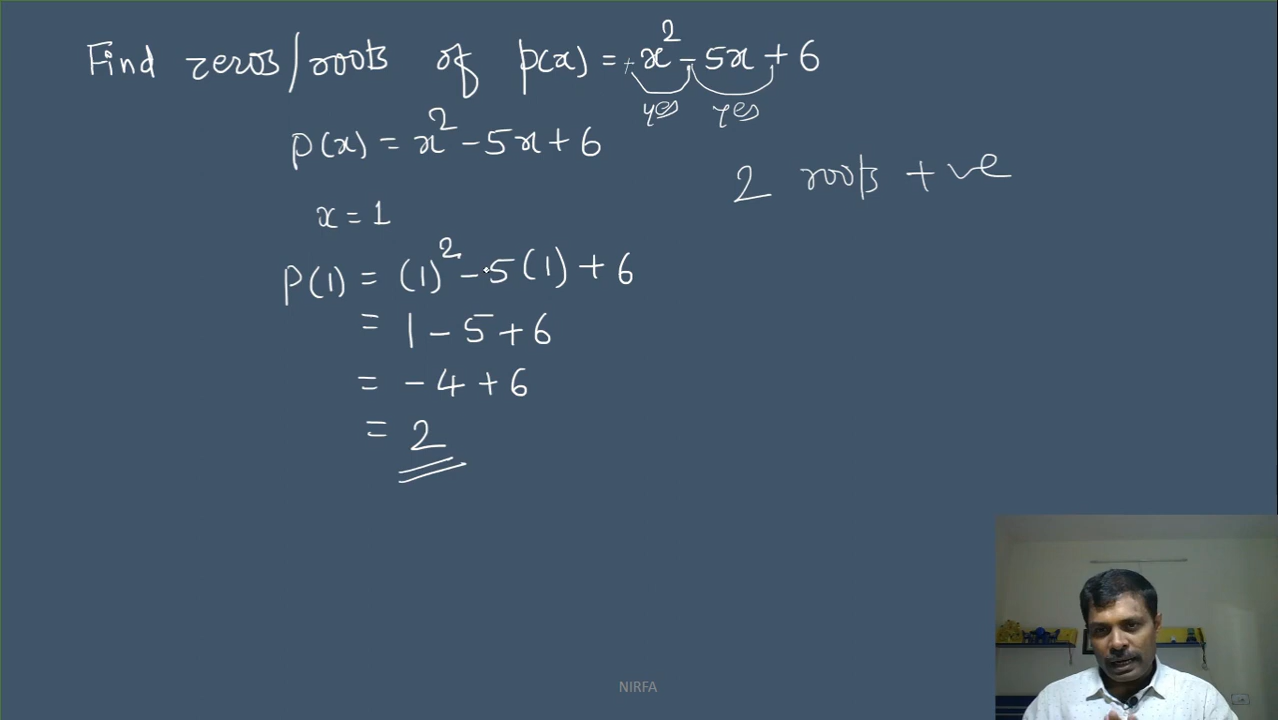 Find zeros/roots of p(x) = +x² - 5x + 6
yes yes
p(x) = x² - 5x + 6
2 roots +ve
x = 1
P(1) = (1)² - 5(1) + 6
= 1 - 5 + 6
= -4 + 6
= 2
NIRFA